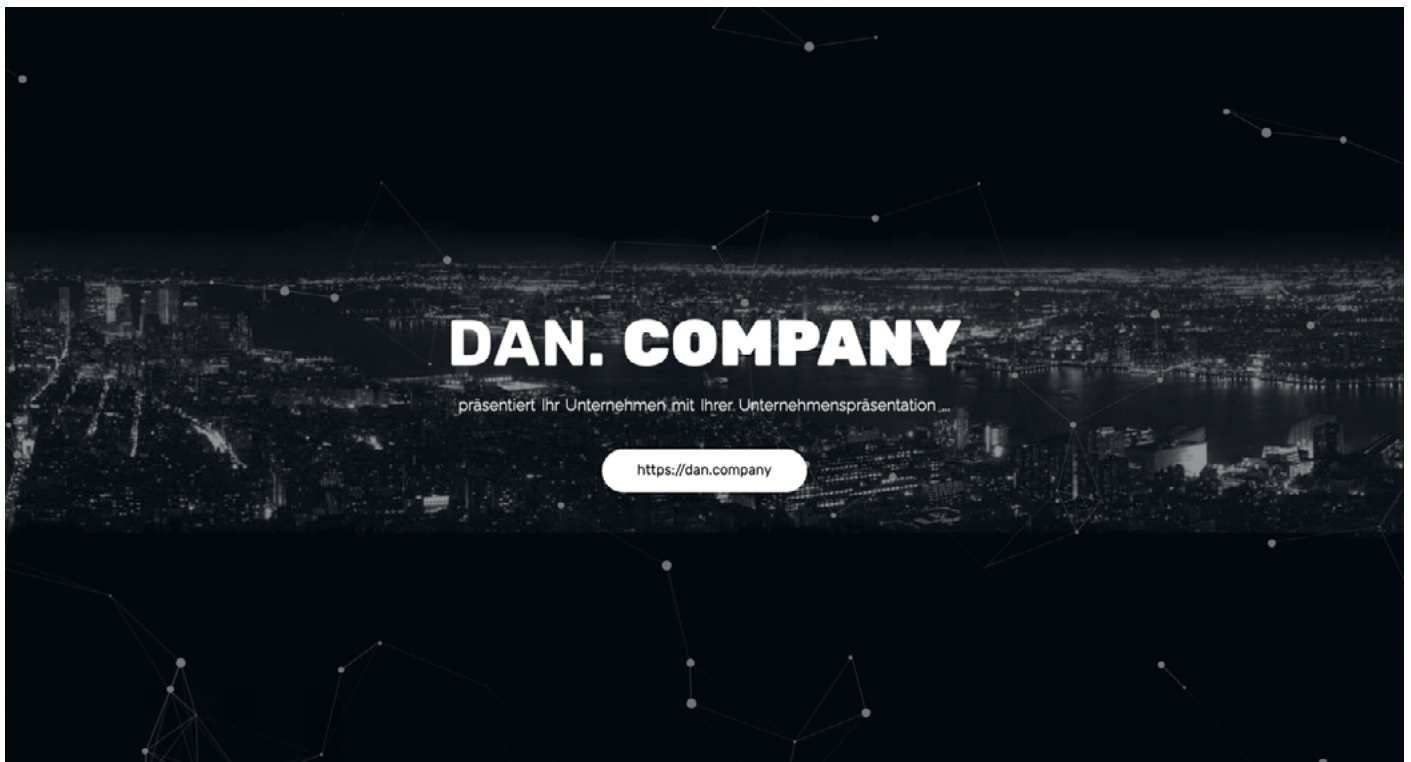 DAN. COMPANY
präsentiert Ihr Unternehmen mit Ihrer Unternehmenspräsentation ...
https://dan.company